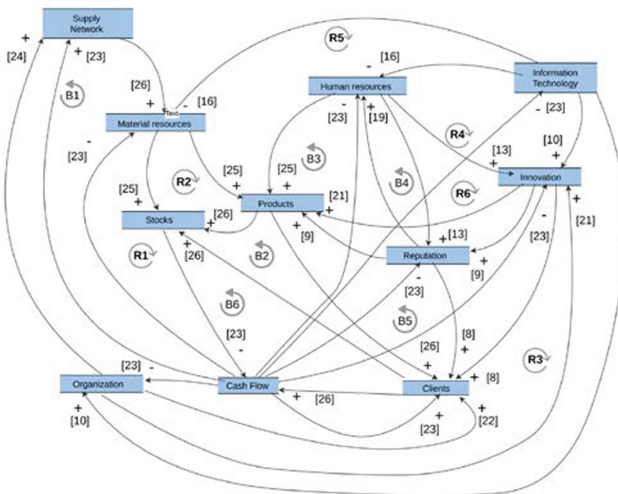 Supply
Network
+
[24]
+
[23]
B1
[26]
+
-
[16]
Text
Material resources
-
[23]
R5
-
[16]
Human resources
-
[23]
+
[19]
Information
Technology
-
[23]
R4
[10]
+
[13]
+
Innovation
B3
B4
R2
[25]
+
[25]
+
[25]
+
Products
[21]
+
+
[9]
R6
-
[23]
+
[21]
Stocks
+
[26]
+
[26]
R1
B2
+
[13]
Reputation
+
[9]
-
[23]
B6
B5
[23]
-
[8]
+
[26]
+
+
[8]
R3
[23]
-
Organization
+
[10]
Cash Flow
+
[26]
Clients
+
[23]
+
[22]